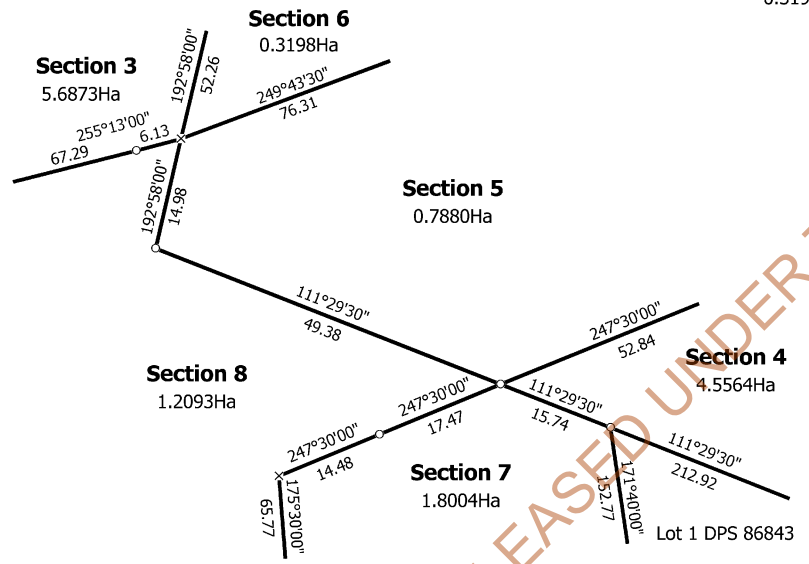 0.319
Section 6
0.3198Ha
Section 3
5.6873Ha
192°58'00"
52.26
249°43'30"
76.31
255°13'00"
6.13
67.29
192°58'00"
14.98
Section 5
0.7880Ha
111°29'30"
49.38
247°30'00"
52.84
Section 4
4.5564Ha
Section 8
1.2093Ha
247°30'00"
17.47
111°29'30"
15.74
247°30'00"
14.48
111°29'30"
212.92
Section 7
1.8004Ha
175°30'00"
65.77
171°40'00"
152.77
Lot 1 DPS 86843
EASED UNDER